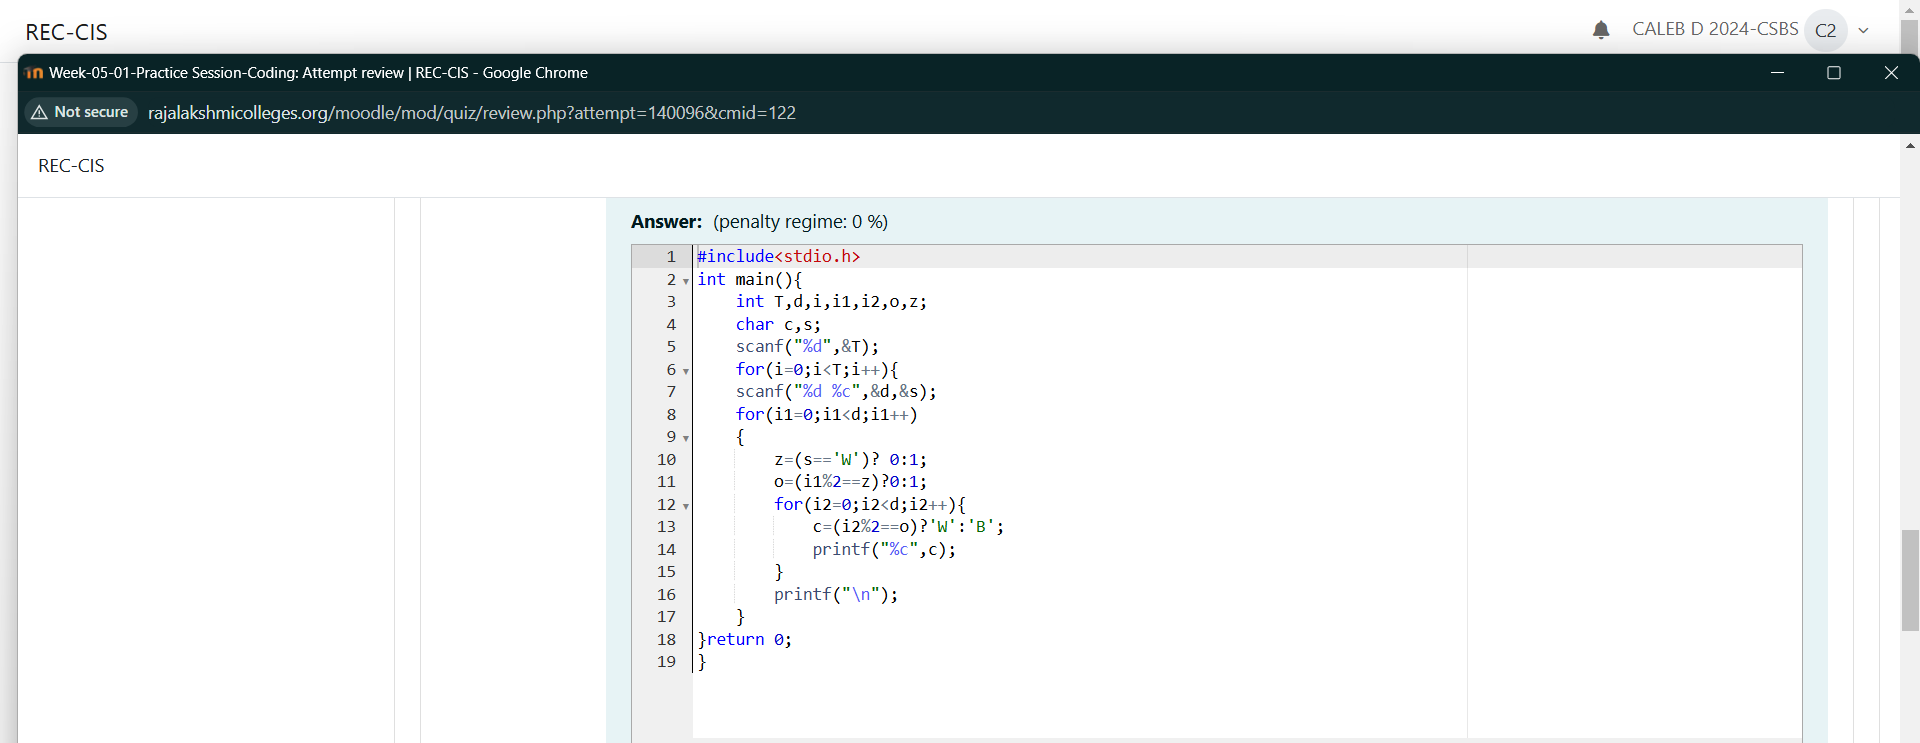 REC-CIS
CALEB D 2024-CSBS C2
Week-05-01-Practice Session-Coding: Attempt review | REC-CIS - Google Chrome
Not secure rajalakshmicolleges.org/moodle/mod/quiz/review.php?attempt=140096&cmid=122
REC-CIS
Answer: (penalty regime: 0 %)
1 #include<stdio.h>
2 int main(){
3     int T,d,i,i1,i2,o,z;
4     char c,s;
5     scanf("%d",&T);
6     for(i=0;i<T;i++){
7     scanf("%d %c",&d,&s);
8     for(i1=0;i1<d;i1++)
9     {
10         z=(s=='W')? 0:1;
11         o=(i1%2==z)?0:1;
12         for(i2=0;i2<d;i2++){
13             c=(i2%2==o)?'W':'B';
14             printf("%c",c);
15         }
16         printf("\n");
17     }
18 }return 0;
19 }